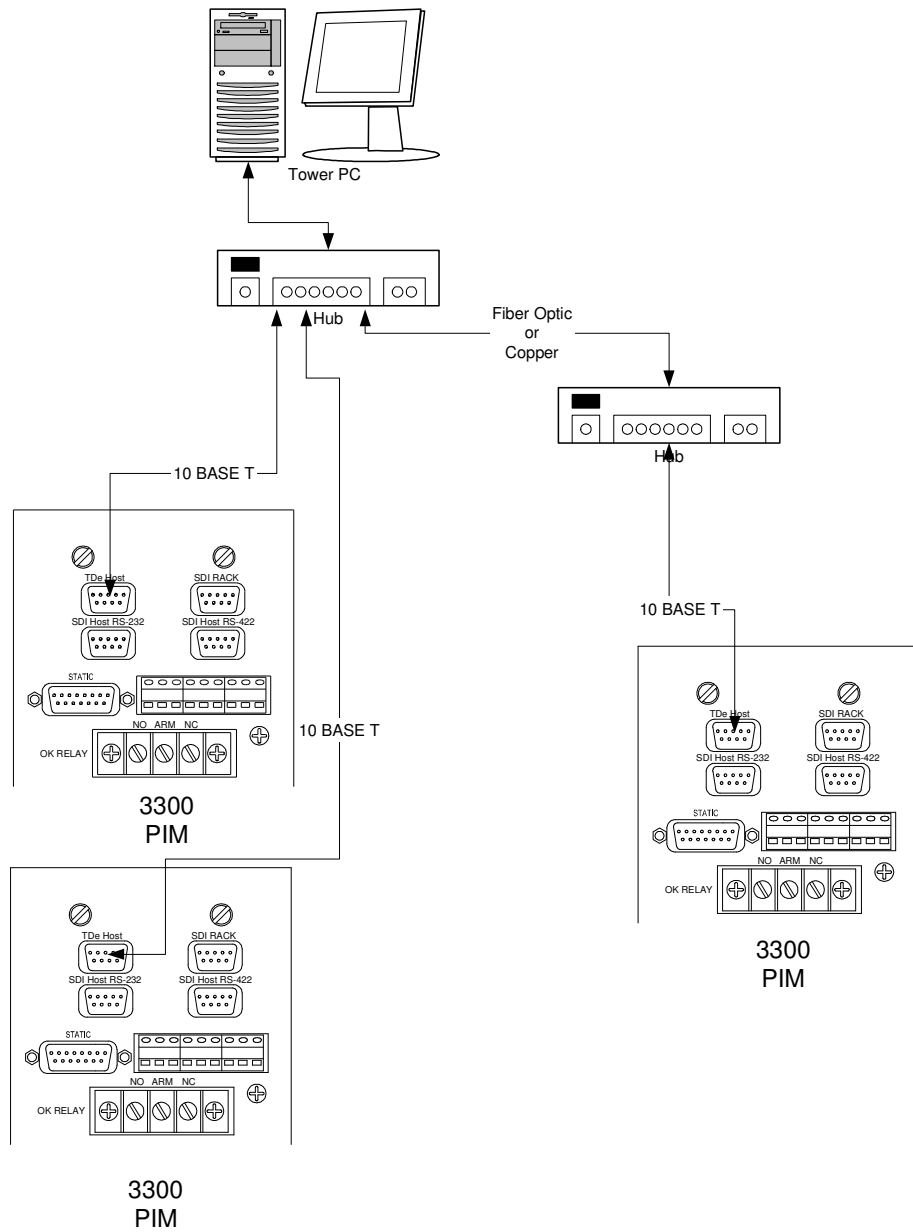 Tower PC
Hub
Fiber Optic
or
Copper
Hub
10 BASE T
TDe Host
SDI RACK
SDI Host RS-232
SDI Host RS-422
STATIC
NO ARM NC
OK RELAY
3300
PIM
10 BASE T
TDe Host
SDI RACK
SDI Host RS-232
SDI Host RS-422
STATIC
NO ARM NC
OK RELAY
3300
PIM
10 BASE T
TDe Host
SDI RACK
SDI Host RS-232
SDI Host RS-422
STATIC
NO ARM NC
OK RELAY
3300
PIM